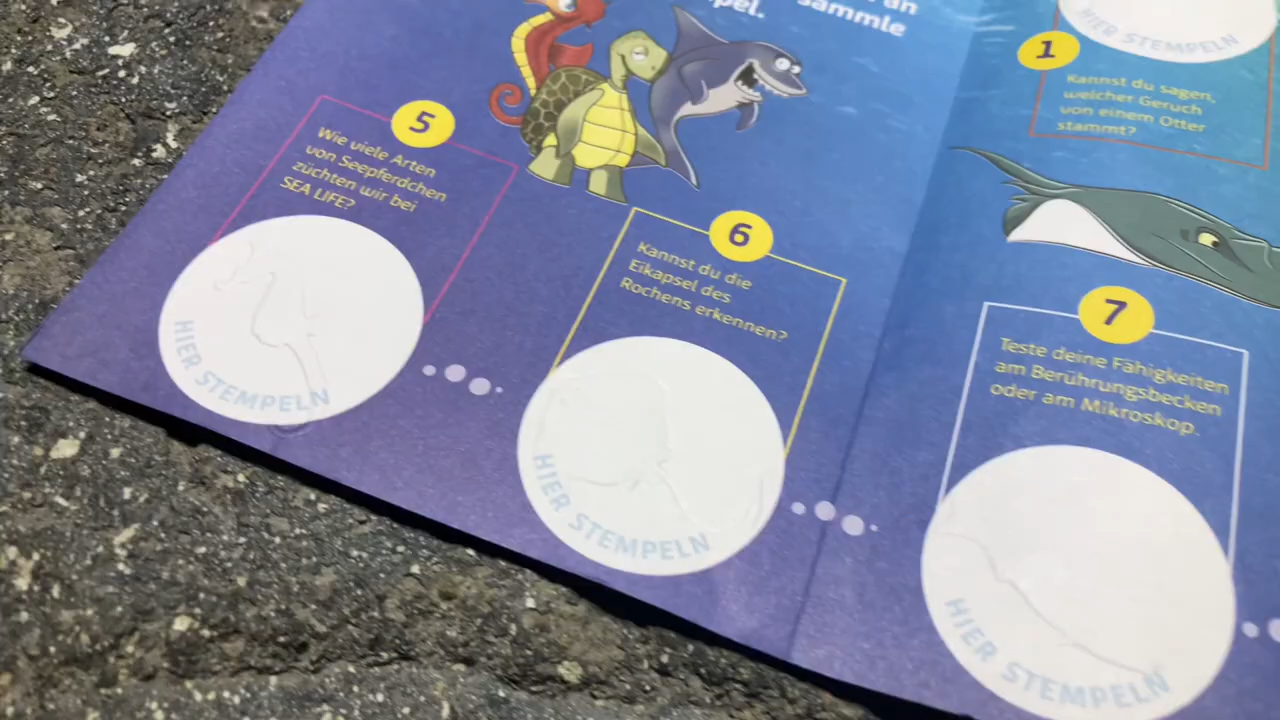 an
sammle
5
Wie viele Arten
von Seepferdchen
züchten wir bei
SEA LIFE?
HIER STEMPELN
6
Kannst du die
Eikapsel des
Rochens erkennen?
HIER STEMPELN
HIER STEMPELN
1
Kannst du sagen,
welcher Geruch
von einem Otter
stammt?
7
Teste deine Fähigkeiten
am Berührungsbecken
oder am Mikroskop.
HIER STEMPELN